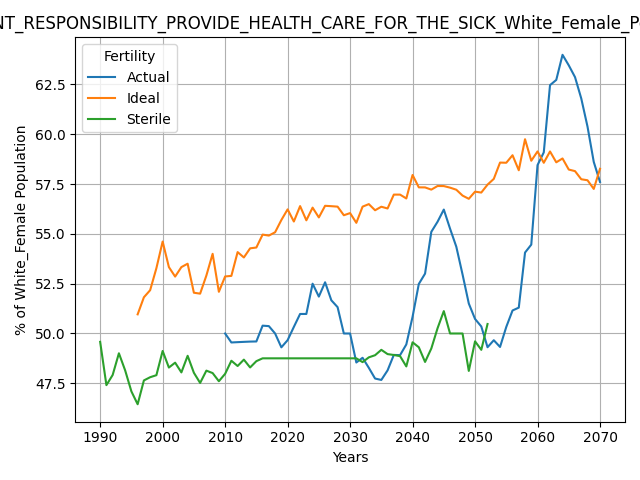 NT_RESPONSIBILITY_PROVIDE_HEALTH_CARE_FOR_THE_SICK_White_Female_P
Fertility
Actual
Ideal
Sterile
% of White_Female Population
62.5
60.0
57.5
55.0
52.5
50.0
47.5
1990 2000 2010 2020 2030 2040 2050 2060 2070
Years